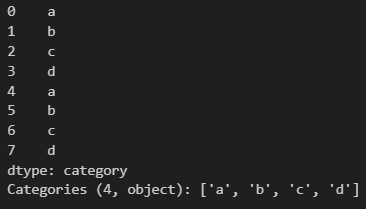 0    a
1    b
2    c
3    d
4    a
5    b
6    c
7    d
dtype: category
Categories (4, object): ['a', 'b', 'c', 'd']